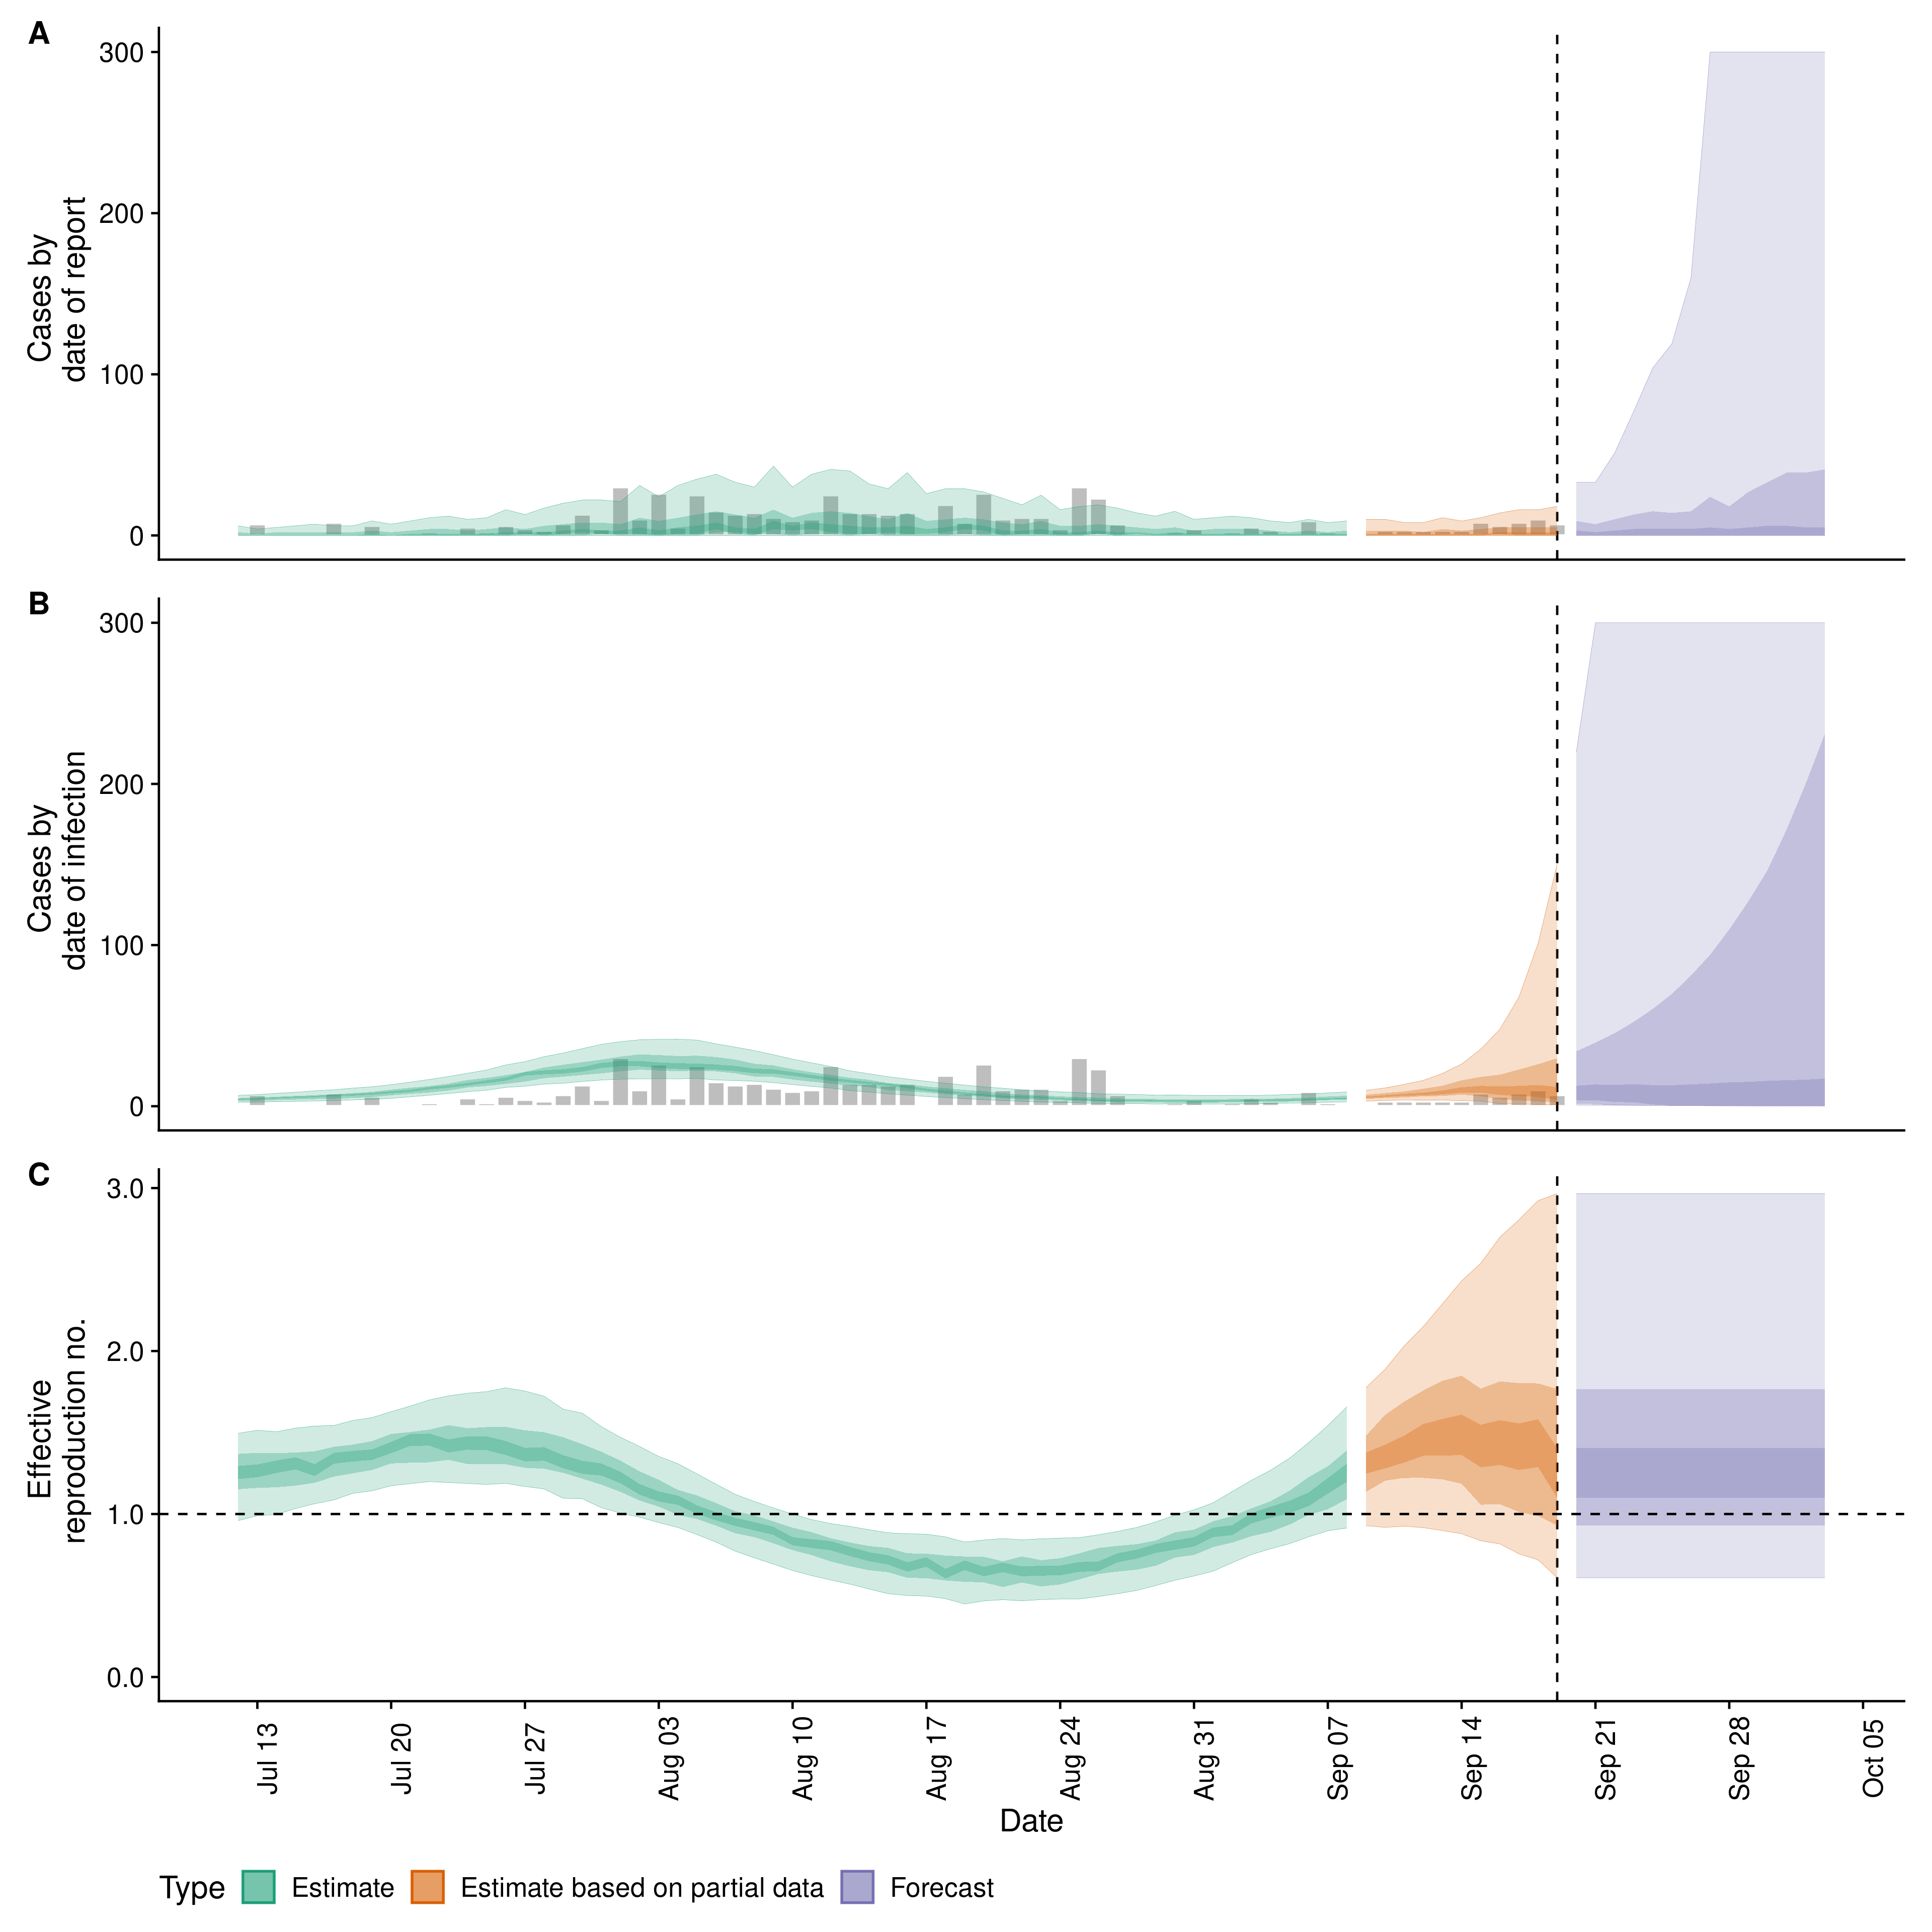 A
300
200
100
0
Cases by
date of report
B
300
200
100
0
Cases by
date of infection
C
3.0
2.0
1.0
0.0
Effective
reproduction no.
Jul 13
Jul 20
Jul 27
Aug 03
Aug 10
Aug 17
Aug 24
Aug 31
Sep 07
Sep 14
Sep 21
Sep 28
Oct 05
Date
Type Estimate Estimate based on partial data Forecast